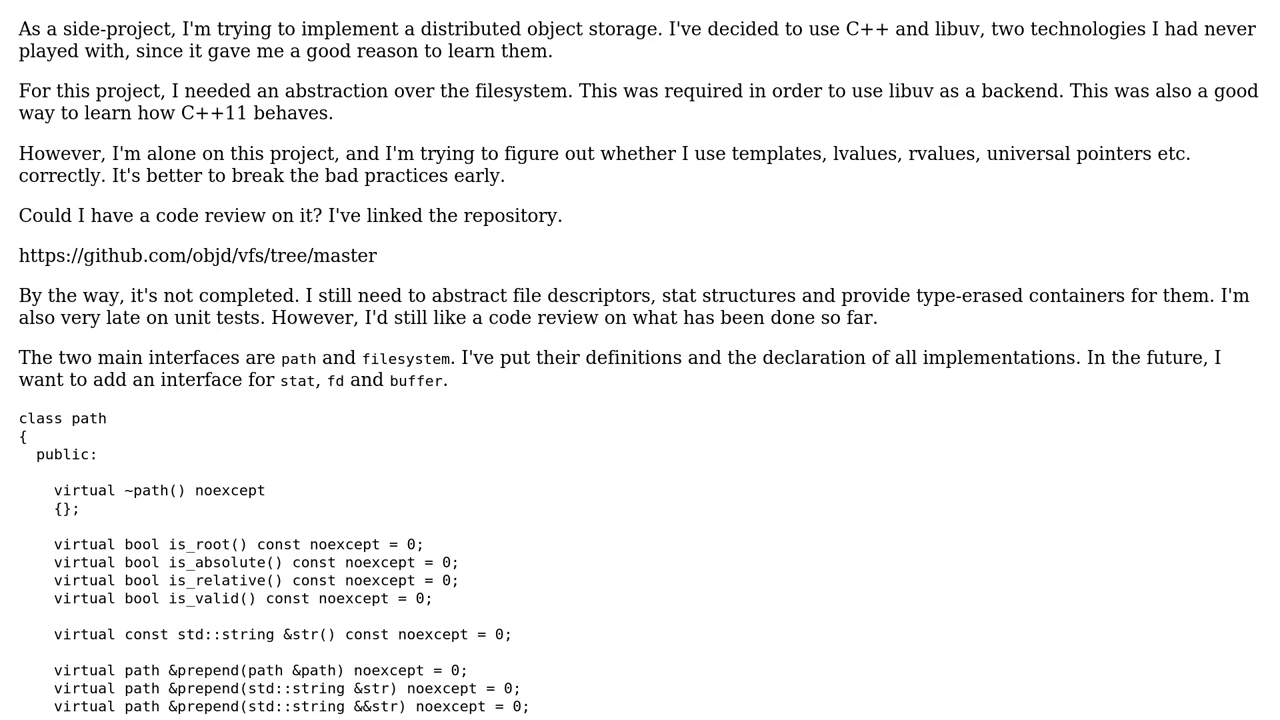 As a side-project, I'm trying to implement a distributed object storage. I've decided to use C++ and libuv, two technologies I had never
played with, since it gave me a good reason to learn them.
For this project, I needed an abstraction over the filesystem. This was required in order to use libuv as a backend. This was also a good
way to learn how C++11 behaves.
However, I'm alone on this project, and I'm trying to figure out whether I use templates, lvalues, rvalues, universal pointers etc.
correctly. It's better to break the bad practices early.
Could I have a code review on it? I've linked the repository.
https://github.com/objd/vfs/tree/master
By the way, it's not completed. I still need to abstract file descriptors, stat structures and provide type-erased containers for them. I'm
also very late on unit tests. However, I'd still like a code review on what has been done so far.
The two main interfaces are path and filesystem. I've put their definitions and the declaration of all implementations. In the future, I
want to add an interface for stat, fd and buffer.
class path
{
  public:
    virtual ~path() noexcept
    {};
    virtual bool is_root() const noexcept = 0;
    virtual bool is_absolute() const noexcept = 0;
    virtual bool is_relative() const noexcept = 0;
    virtual bool is_valid() const noexcept = 0;
    virtual const std::string &str() const noexcept = 0;
    virtual path &prepend(path &path) noexcept = 0;
    virtual path &prepend(std::string &str) noexcept = 0;
    virtual path &prepend(std::string &&str) noexcept = 0;